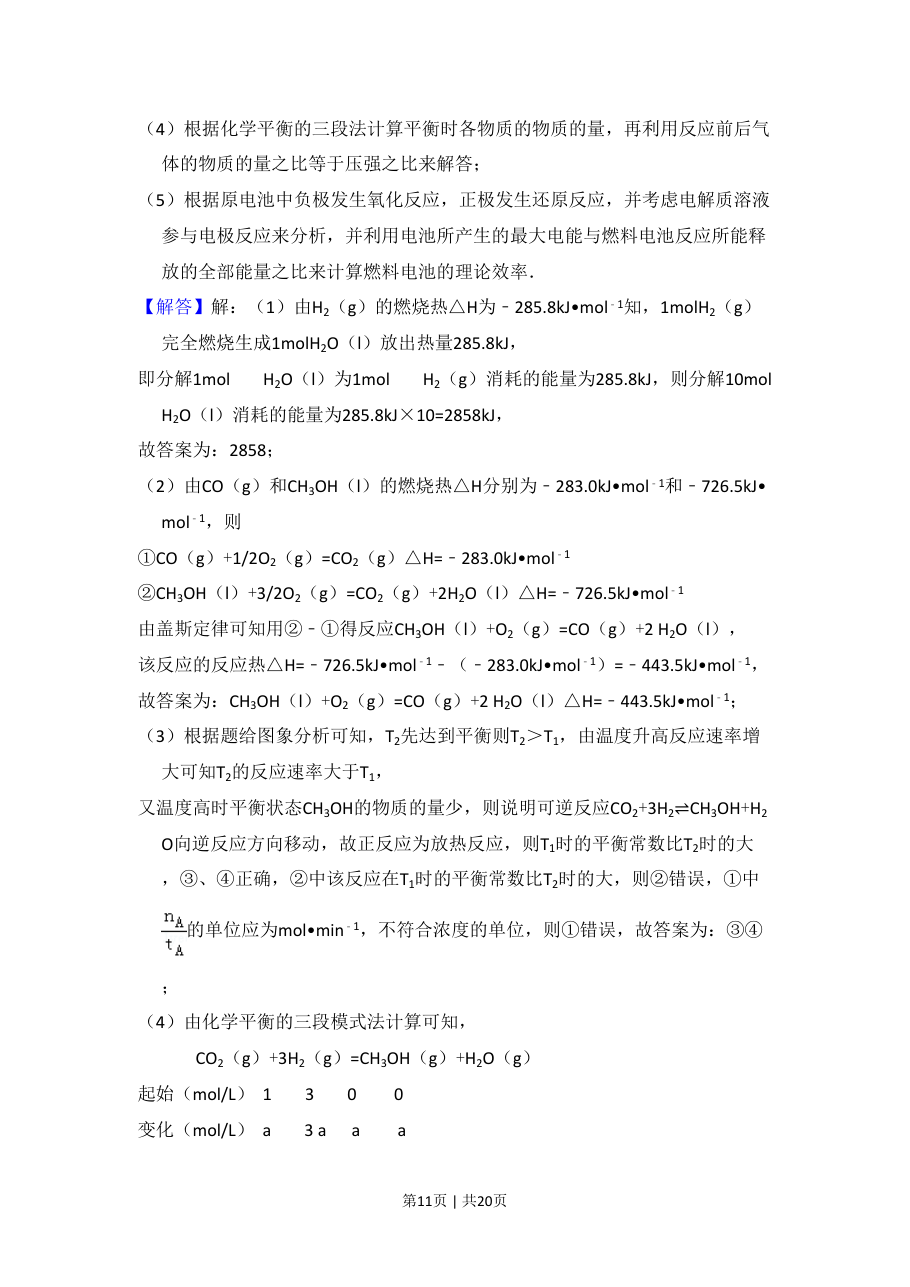 （4）根据化学平衡的三段法计算平衡时各物质的物质的量，再利用反应前后气
体的物质的量之比等于压强之比来解答；
（5）根据原电池中负极发生氧化反应，正极发生还原反应，并考虑电解质溶液
参与电极反应来分析，并利用电池所产生的最大电能与燃料电池反应所能释
放的全部能量之比来计算燃料电池的理论效率．
【解答】解：（1）由H₂（g）的燃烧热△H为﹣285.8kJ•mol⁻¹知，1molH₂（g）
完全燃烧生成1molH₂O（l）放出热量285.8kJ，
即分解1mol H₂O（l）为1mol H₂（g）消耗的能量为285.8kJ，则分解10mol
H₂O（l）消耗的能量为285.8kJ×10=2858kJ，
故答案为：2858；
（2）由CO（g）和CH₃OH（l）的燃烧热△H分别为﹣283.0kJ•mol⁻¹和﹣726.5kJ•
mol⁻¹，则
①CO（g）+1/2O₂（g）=CO₂（g）△H=﹣283.0kJ•mol⁻¹
②CH₃OH（l）+3/2O₂（g）=CO₂（g）+2H₂O（l）△H=﹣726.5kJ•mol⁻¹
由盖斯定律可知用②﹣①得反应CH₃OH（l）+O₂（g）=CO（g）+2 H₂O（l），
该反应的反应热△H=﹣726.5kJ•mol⁻¹﹣（﹣283.0kJ•mol⁻¹）=﹣443.5kJ•mol⁻¹，
故答案为：CH₃OH（l）+O₂（g）=CO（g）+2 H₂O（l）△H=﹣443.5kJ•mol⁻¹；
（3）根据题给图象分析可知，T₂先达到平衡则T₂＞T₁，由温度升高反应速率增
大可知T₂的反应速率大于T₁，
又温度高时平衡状态CH₃OH的物质的量少，则说明可逆反应CO₂+3H₂⇌CH₃OH+H₂
O向逆反应方向移动，故正反应为放热反应，则T₁时的平衡常数比T₂时的大
，③、④正确，②中该反应在T₁时的平衡常数比T₂时的大，则②错误，①中
n_A/t_A的单位应为mol•min⁻¹，不符合浓度的单位，则①错误，故答案为：③④
；
（4）由化学平衡的三段模式法计算可知，
CO₂（g）+3H₂（g）=CH₃OH（g）+H₂O（g）
起始（mol/L） 1 3 0 0
变化（mol/L） a 3 a a a
第11页 | 共20页